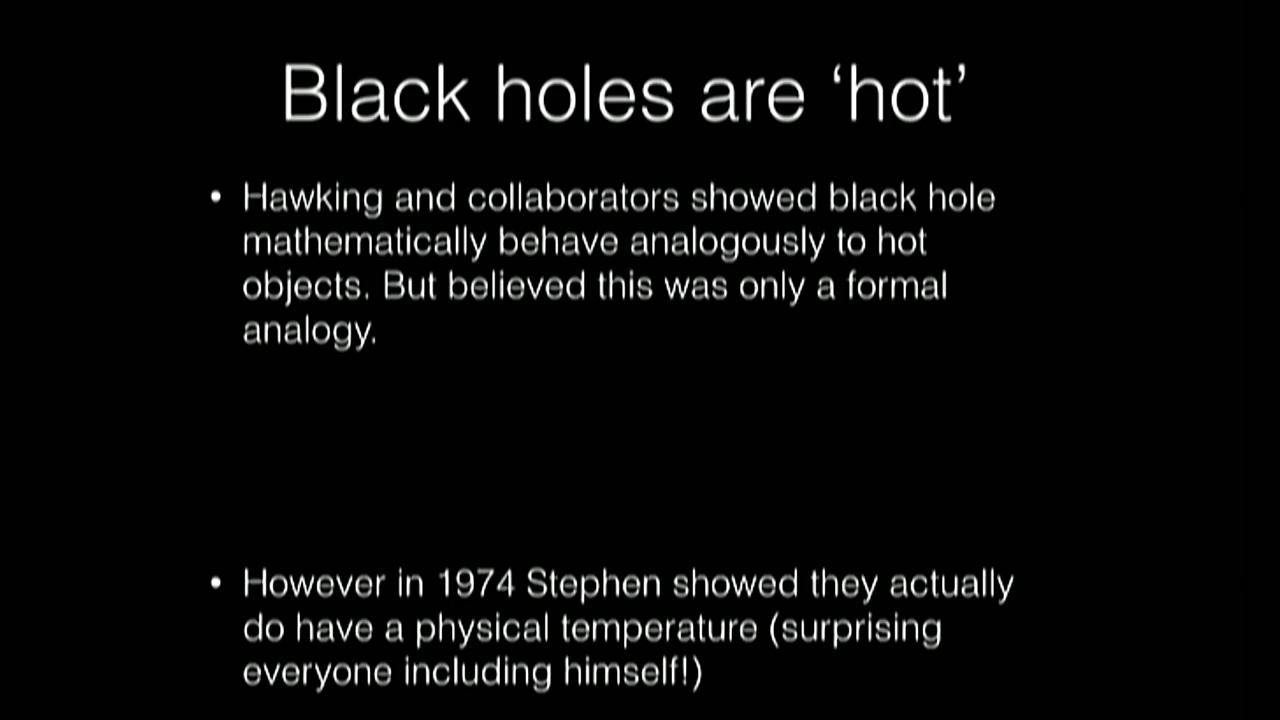 Black holes are ‘hot’
• Hawking and collaborators showed black hole
mathematically behave analogously to hot
objects. But believed this was only a formal
analogy.
• However in 1974 Stephen showed they actually
do have a physical temperature (surprising
everyone including himself!)